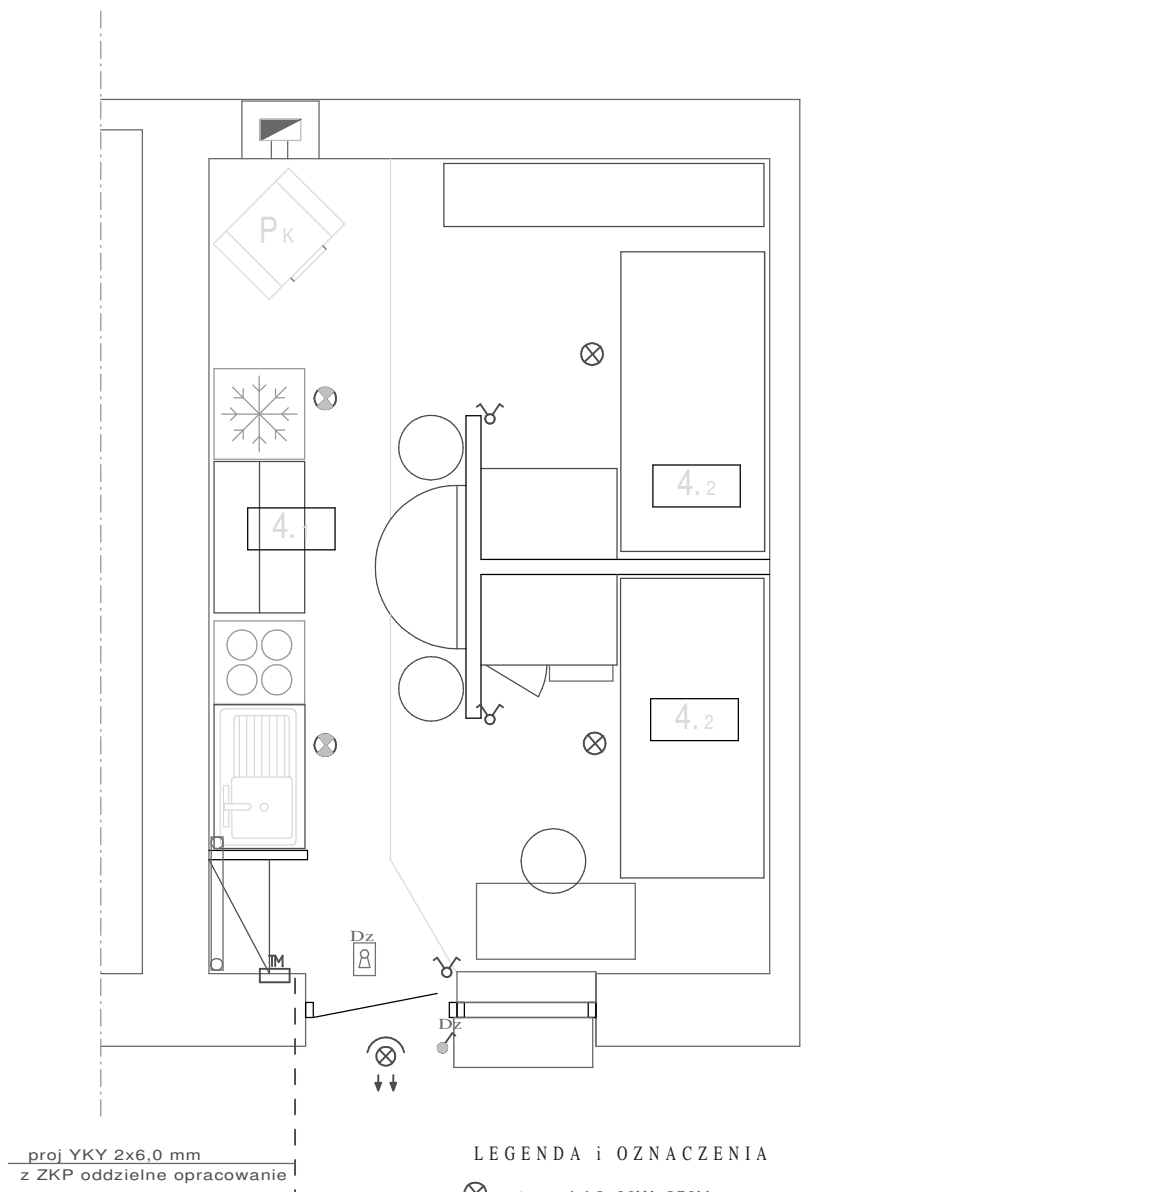 PK
4.
4.2
4.2
Dz
TM
Dz
proj YKY 2x6,0 mm
z ZKP oddzielne opracowanie
LEGENDA i OZNACZENIA